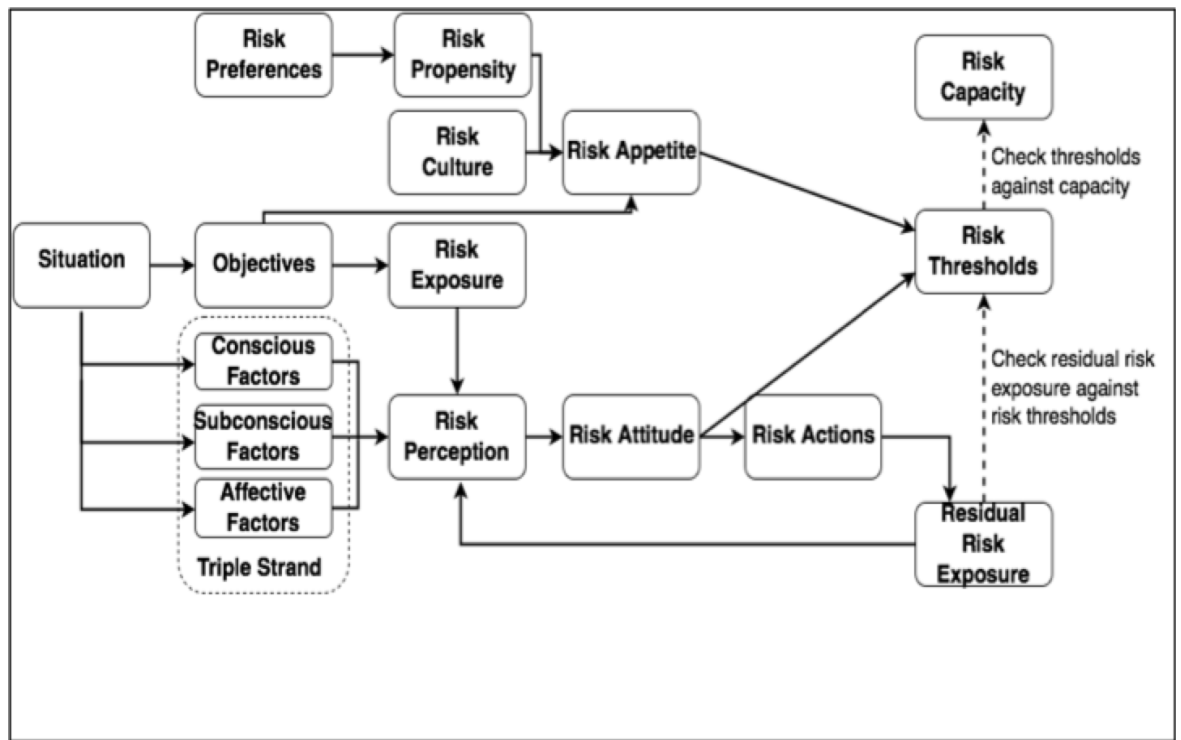 Risk
Preferences
Risk
Propensity
Risk
Capacity
Risk
Culture
Risk Appetite
Check thresholds
against capacity
Situation
Objectives
Risk
Exposure
Risk
Thresholds
Conscious
Factors
Subconscious
Factors
Affective
Factors
Triple Strand
Risk
Perception
Risk Attitude
Risk Actions
Check residual risk
exposure against
risk thresholds
Residual
Risk
Exposure